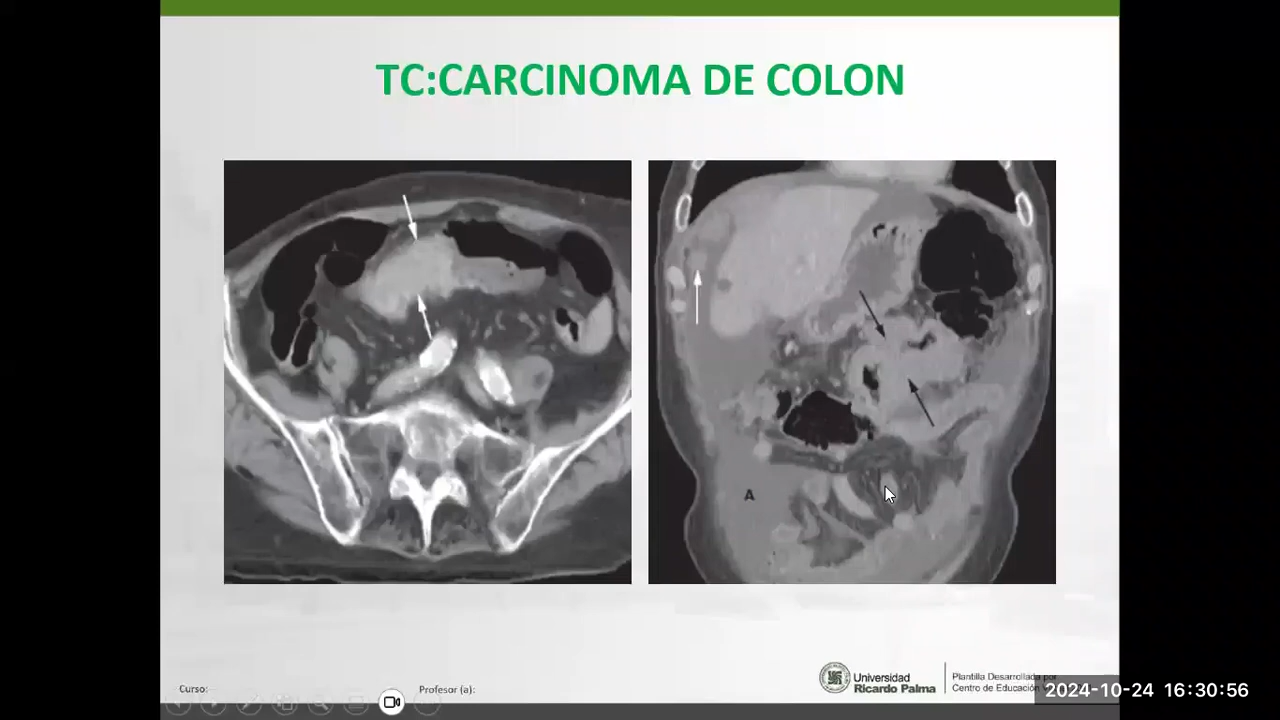 TC:CARCINOMA DE COLON
A
Curso:
Profesor (a):
Universidad
Ricardo Palma
Plantilla Desarrollada por
Centro de Educación
2024-10-24 16:30:56